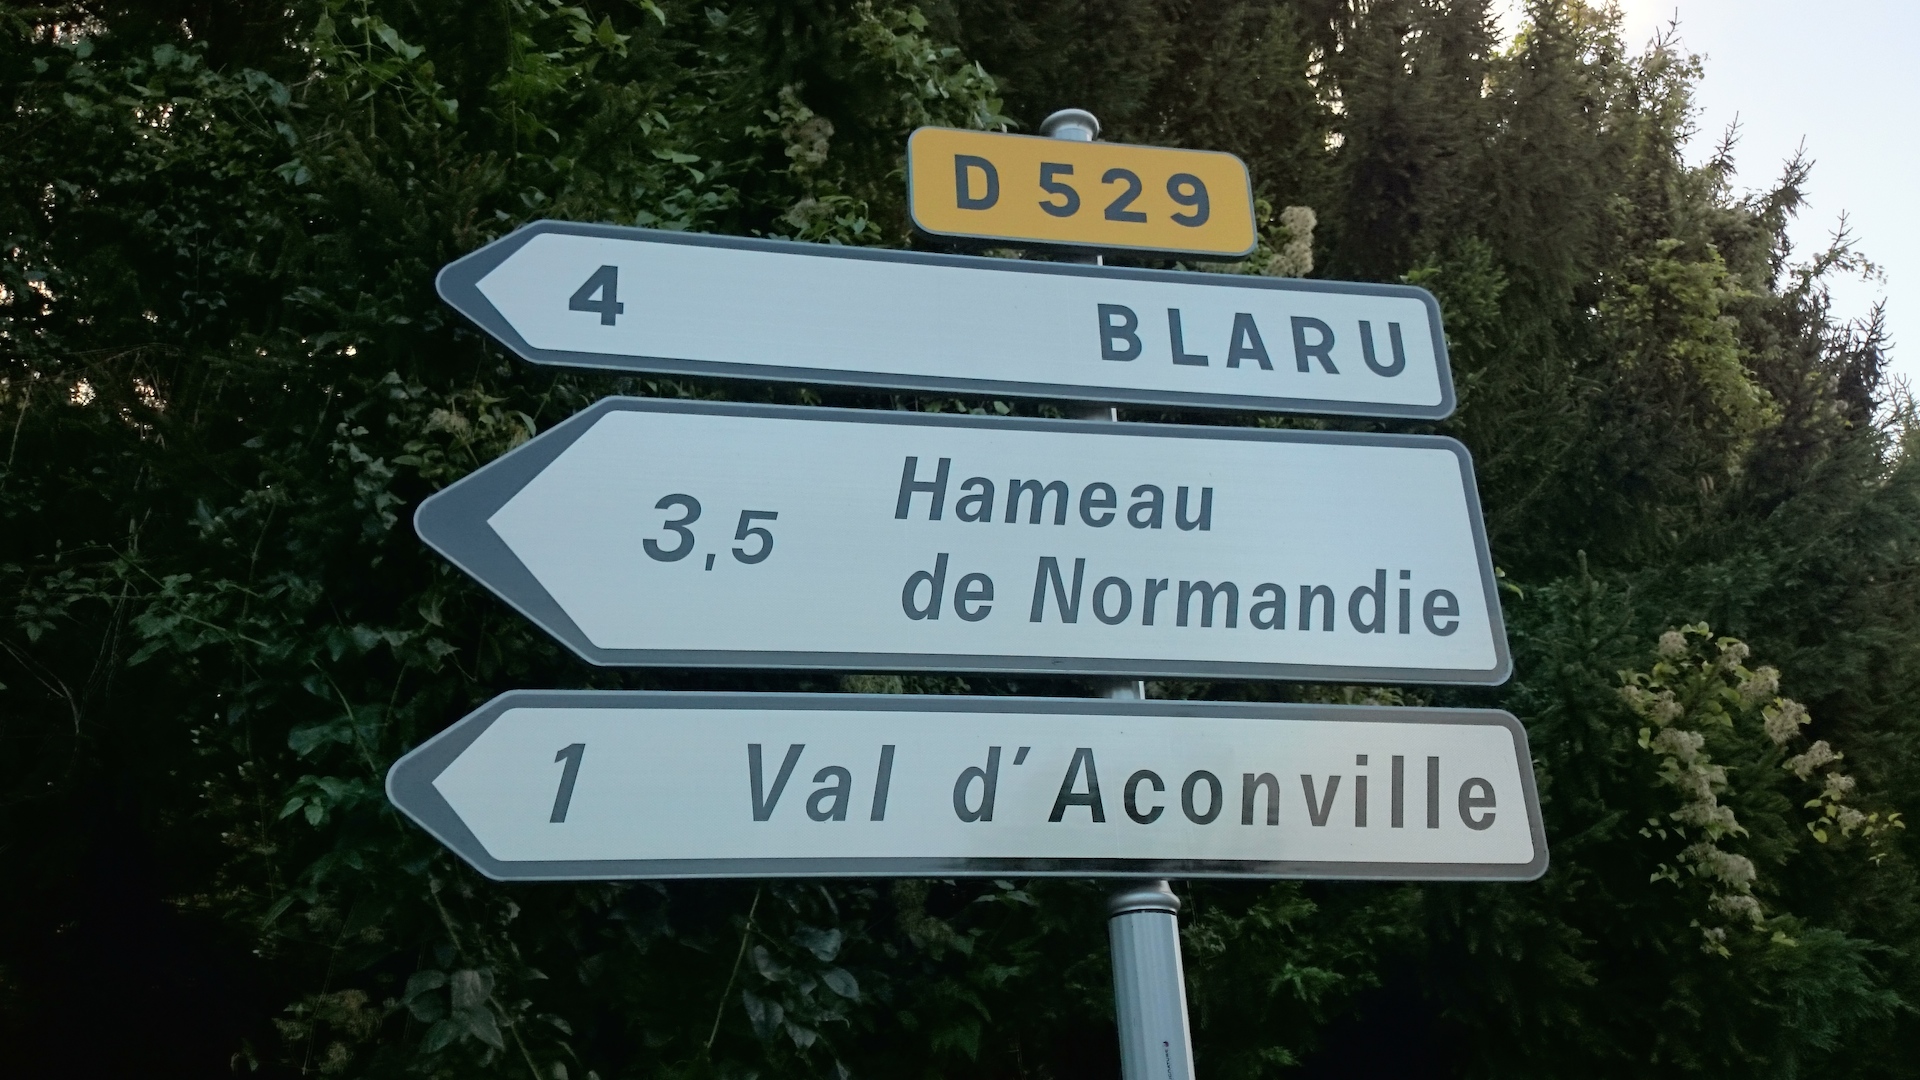 D 529
4 BLARU
3,5 Hameau
de Normandie
1 Val d'Aconville